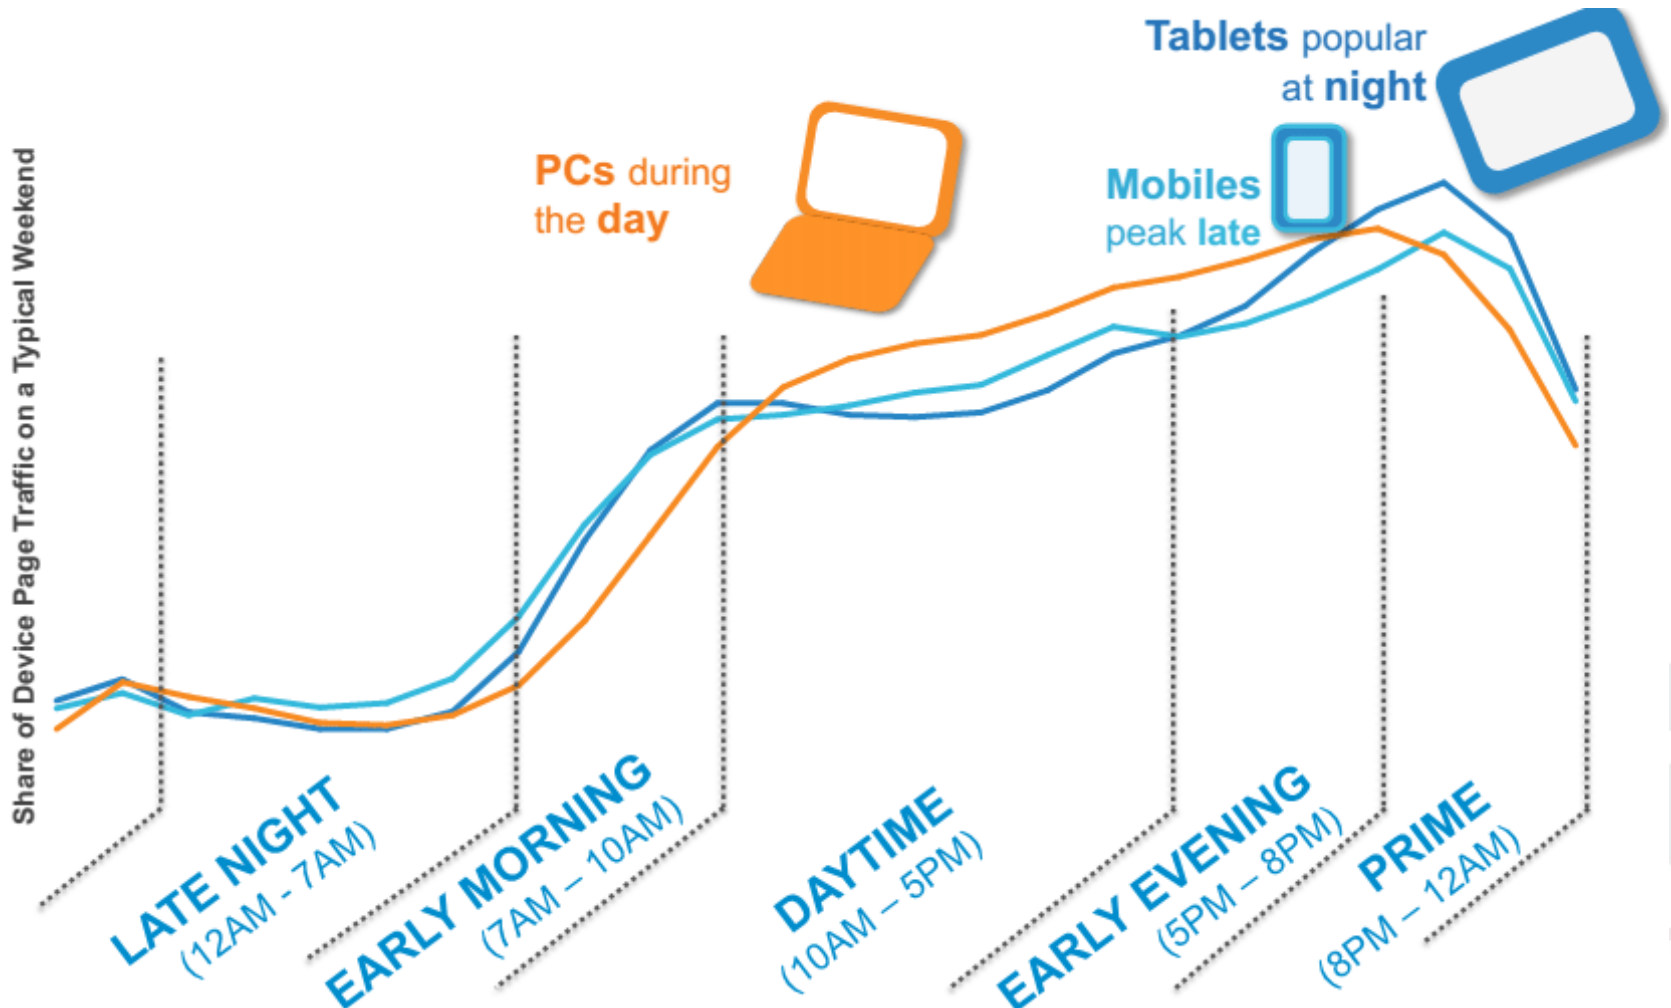 Tablets popular
at night
PCs during
the day
Mobiles
peak late
Share of Device Page Traffic on a Typical Weekend
LATE NIGHT
(12AM - 7AM)
EARLY MORNING
(7AM – 10AM)
DAYTIME
(10AM – 5PM)
EARLY EVENING
(5PM – 8PM)
PRIME
(8PM – 12AM)